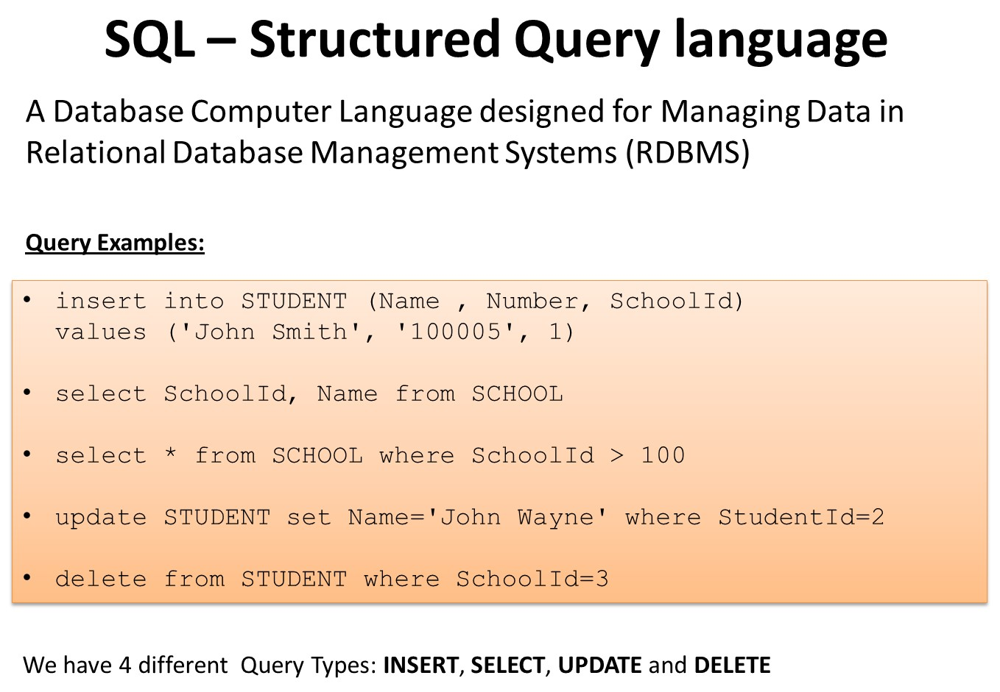 SQL – Structured Query language
A Database Computer Language designed for Managing Data in
Relational Database Management Systems (RDBMS)
Query Examples:
• insert into STUDENT (Name , Number, SchoolId)
values ('John Smith', '100005', 1)
• select SchoolId, Name from SCHOOL
• select * from SCHOOL where SchoolId > 100
• update STUDENT set Name='John Wayne' where StudentId=2
• delete from STUDENT where SchoolId=3
We have 4 different  Query Types: INSERT, SELECT, UPDATE and DELETE